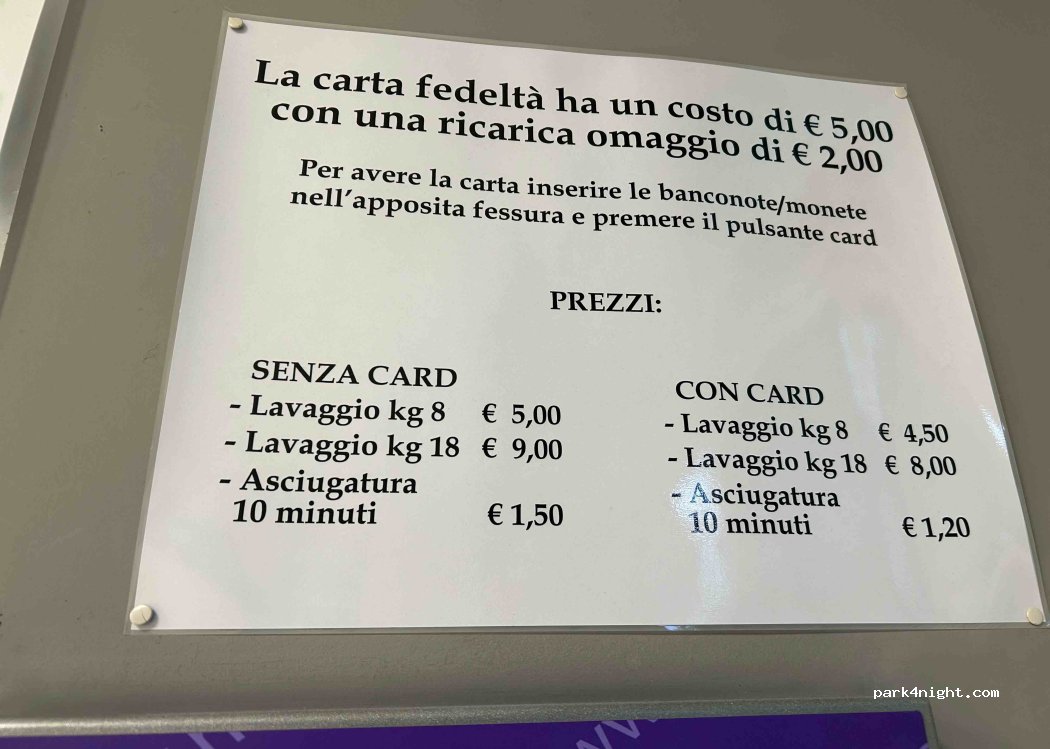 La carta fedeltà ha un costo di € 5,00
con una ricarica omaggio di € 2,00
Per avere la carta inserire le banconote/monete
nell'apposita fessura e premere il pulsante card
PREZZI:
SENZA CARD
- Lavaggio kg 8 € 5,00
- Lavaggio kg 18 € 9,00
- Asciugatura
10 minuti € 1,50
CON CARD
- Lavaggio kg 8 € 4,50
- Lavaggio kg 18 € 8,00
- Asciugatura
10 minuti € 1,20
park4night.com